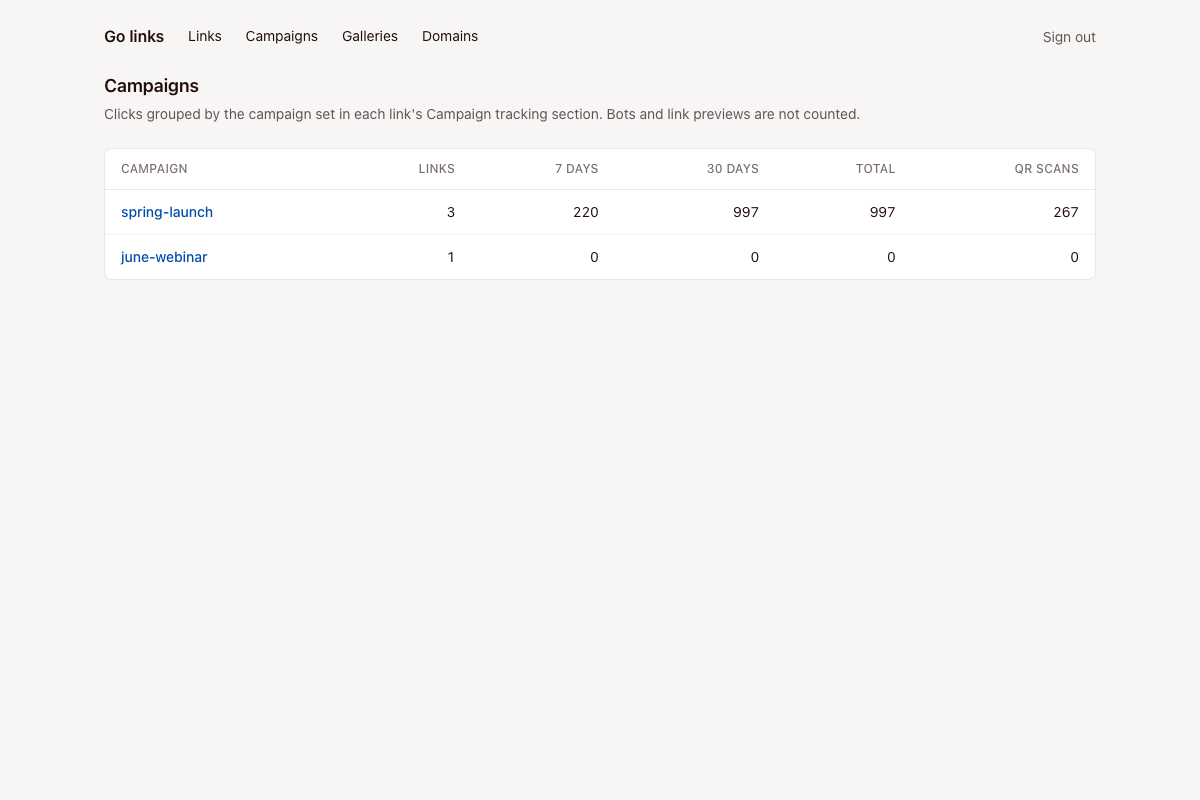 Go links Links Campaigns Galleries Domains Sign out
Campaigns
Clicks grouped by the campaign set in each link's Campaign tracking section. Bots and link previews are not counted.
CAMPAIGN LINKS 7 DAYS 30 DAYS TOTAL QR SCANS
spring-launch 3 220 997 997 267
june-webinar 1 0 0 0 0